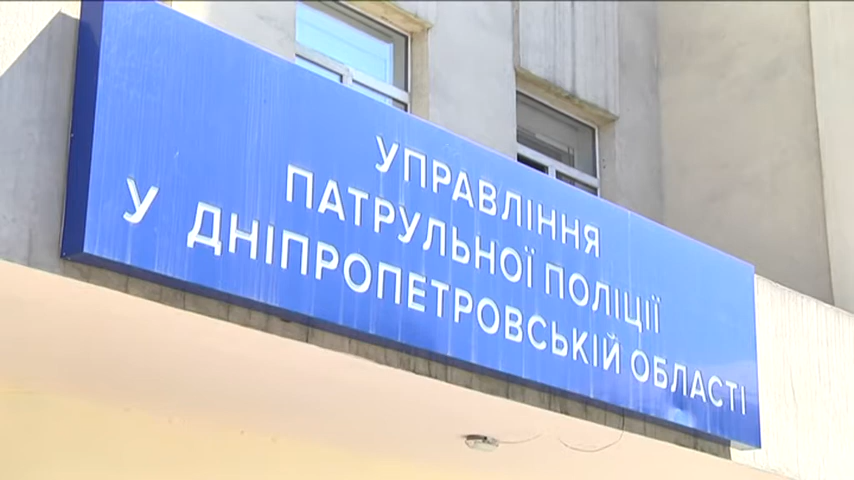 УПРАВЛІННЯ
ПАТРУЛЬНОЇ ПОЛІЦІЇ
У ДНІПРОПЕТРОВСЬКІЙ ОБЛАСТІ